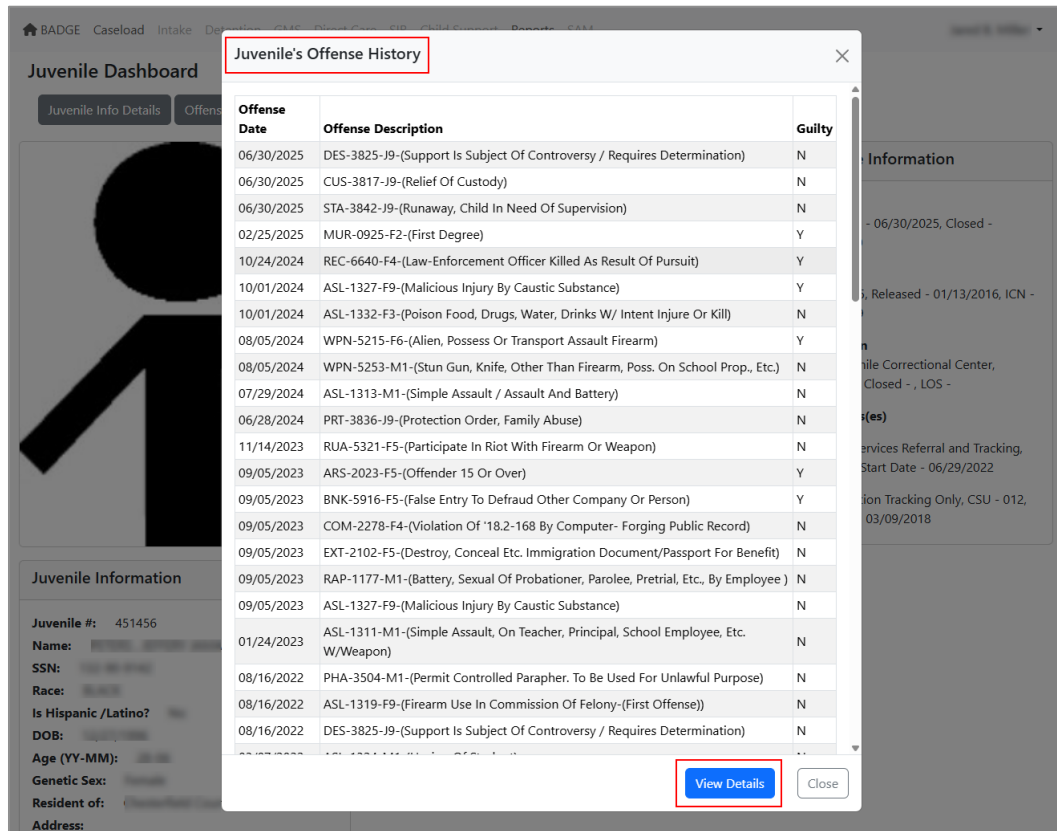 BADGE Caseload Intake Detention GMS Direct Care SIR Child Support Reports SAM
Juvenile Dashboard
Juvenile Info Details Offens
Juvenile's Offense History
Offense Date Offense Description Guilty
06/30/2025 DES-3825-J9-(Support Is Subject Of Controversy / Requires Determination) N
06/30/2025 CUS-3817-J9-(Relief Of Custody) N
06/30/2025 STA-3842-J9-(Runaway, Child In Need Of Supervision) N
02/25/2025 MUR-0925-F2-(First Degree) Y
10/24/2024 REC-6640-F4-(Law-Enforcement Officer Killed As Result Of Pursuit) Y
10/01/2024 ASL-1327-F9-(Malicious Injury By Caustic Substance) Y
10/01/2024 ASL-1332-F3-(Poison Food, Drugs, Water, Drinks W/ Intent Injure Or Kill) N
08/05/2024 WPN-5215-F6-(Alien, Possess Or Transport Assault Firearm) Y
08/05/2024 WPN-5253-M1-(Stun Gun, Knife, Other Than Firearm, Poss. On School Prop., Etc.) N
07/29/2024 ASL-1313-M1-(Simple Assault / Assault And Battery) N
06/28/2024 PRT-3836-J9-(Protection Order, Family Abuse) N
11/14/2023 RUA-5321-F5-(Participate In Riot With Firearm Or Weapon) N
09/05/2023 ARS-2023-F5-(Offender 15 Or Over) Y
09/05/2023 BNK-5916-F5-(False Entry To Defraud Other Company Or Person) Y
09/05/2023 COM-2278-F4-(Violation Of '18.2-168 By Computer- Forging Public Record) N
09/05/2023 EXT-2102-F5-(Destroy, Conceal Etc. Immigration Document/Passport For Benefit) N
09/05/2023 RAP-1177-M1-(Battery, Sexual Of Probationer, Parolee, Pretrial, Etc., By Employee ) N
09/05/2023 ASL-1327-F9-(Malicious Injury By Caustic Substance) N
01/24/2023 ASL-1311-M1-(Simple Assault, On Teacher, Principal, School Employee, Etc. W/Weapon) N
08/16/2022 PHA-3504-M1-(Permit Controlled Parapher. To Be Used For Unlawful Purpose) N
08/16/2022 ASL-1319-F9-(Firearm Use In Commission Of Felony-(First Offense)) N
08/16/2022 DES-3825-J9-(Support Is Subject Of Controversy / Requires Determination) N
View Details Close
Information
- 06/30/2025, Closed -
, Released - 01/13/2016, ICN -
nile Correctional Center,
Closed - , LOS -
s(es)
ervices Referral and Tracking,
Start Date - 06/29/2022
ion Tracking Only, CSU - 012,
03/09/2018
Juvenile Information
Juvenile #: 451456
Name:
SSN:
Race:
Is Hispanic /Latino?
DOB:
Age (YY-MM):
Genetic Sex:
Resident of:
Address: